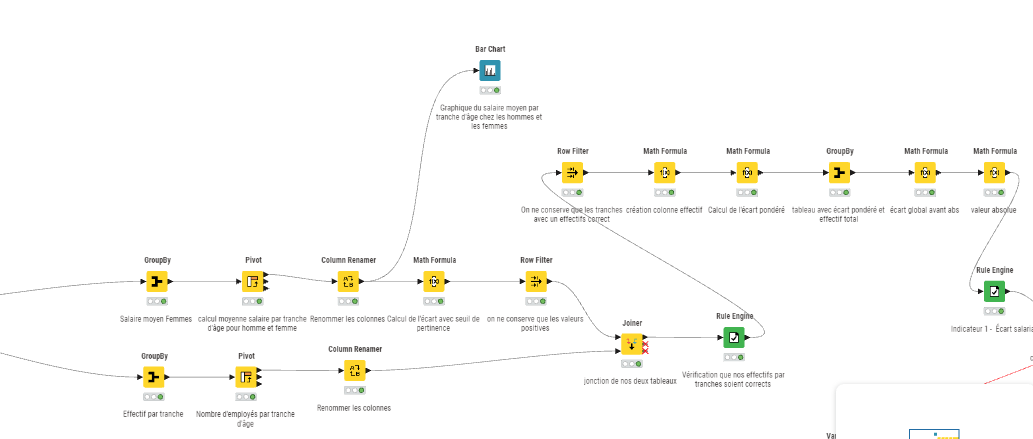 Bar Chart
Graphique du salaire moyen par
tranche d'âge chez les hommes et
les femmes
Row Filter
On ne conserve que les tranches
avec un effectifs correct
Math Formula
création colonne effectif
Math Formula
Calcul de l'écart pondéré
GroupBy
tableau avec écart pondéré et
effectif total
Math Formula
écart global avant abs
Math Formula
valeur absolue
GroupBy
Salaire moyen Femmes
Pivot
calcul moyenne salaire par tranche
d'âge pour homme et femme
Column Renamer
Renommer les colonnes
Math Formula
Calcul de l'écart avec seuil de
pertinence
Row Filter
on ne conserve que les valeurs
positives
Rule Engine
Indicateur 1 - Écart salaria
Joiner
jonction de nos deux tableaux
Rule Engine
Vérification que nos effectifs par
tranches soient corrects
GroupBy
Effectif par tranche
Pivot
Nombre d'employés par tranche
d'âge
Column Renamer
Renommer les colonnes
Var